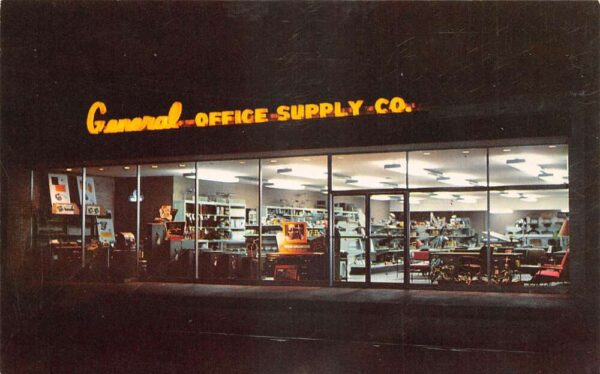 General OFFICE SUPPLY CO.